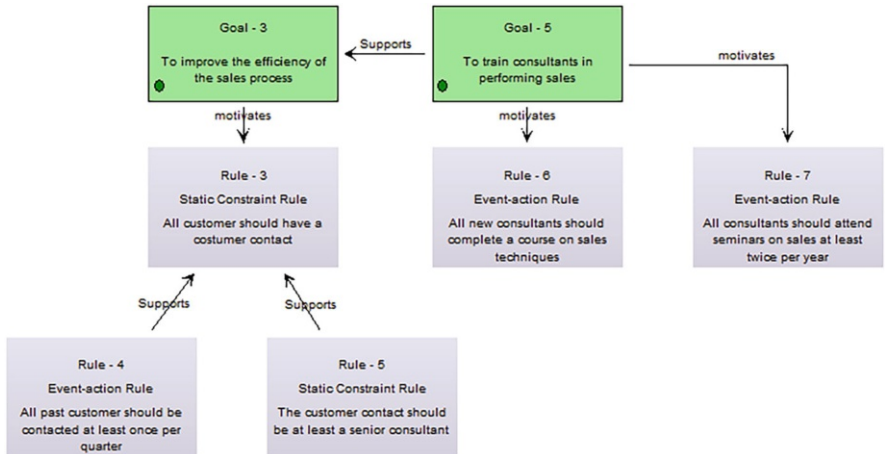 Goal - 3
To improve the efficiency of
the sales process
Supports
Goal - 5
To train consultants in
performing sales
motivates
motivates
motivates
Rule - 3
Static Constraint Rule
All customer should have a
costumer contact
Rule - 6
Event-action Rule
All new consultants should
complete a course on sales
techniques
Rule - 7
Event-action Rule
All consultants should attend
seminars on sales at least
twice per year
Supports
Supports
Rule - 4
Event-action Rule
All past customer should be
contacted at least once per
quarter
Rule - 5
Static Constraint Rule
The customer contact should
be at least a senior consultant